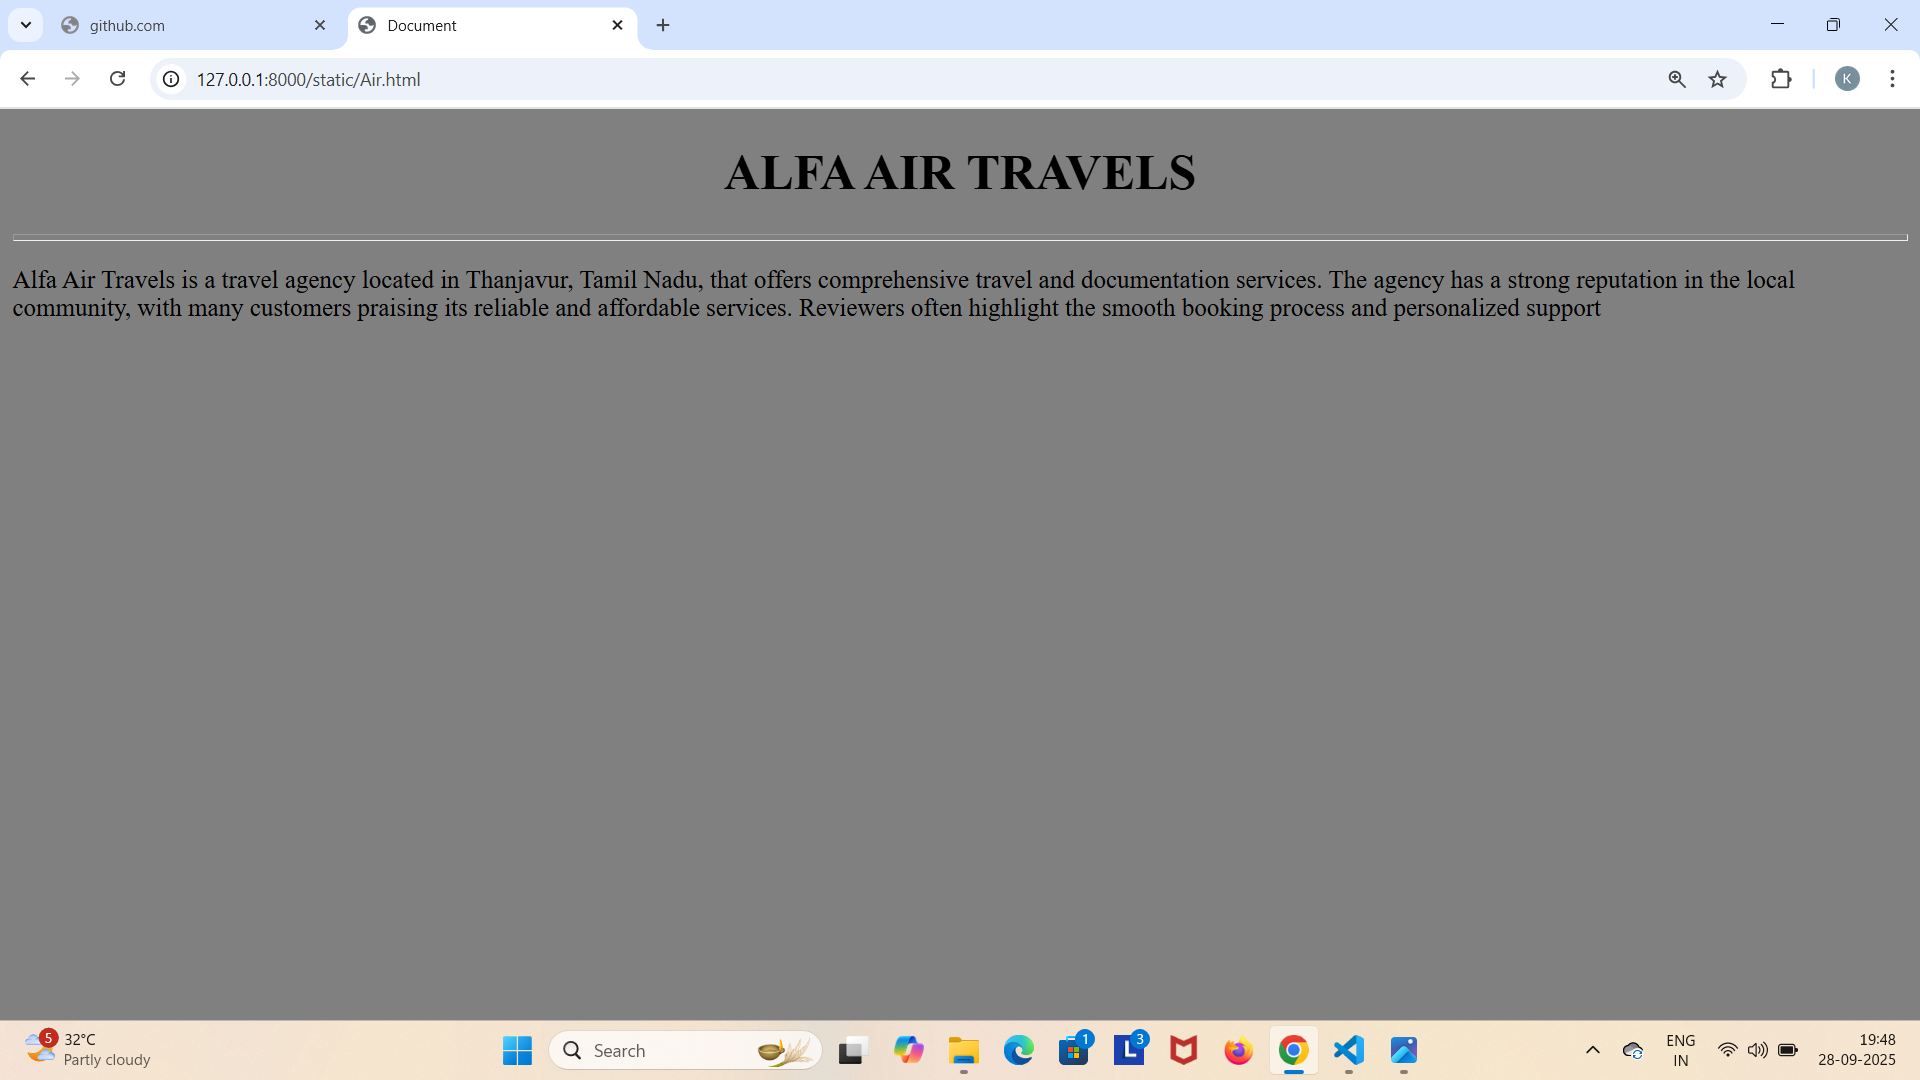 github.com
Document
127.0.0.1:8000/static/Air.html
K
ALFA AIR TRAVELS
Alfa Air Travels is a travel agency located in Thanjavur, Tamil Nadu, that offers comprehensive travel and documentation services. The agency has a strong reputation in the local
community, with many customers praising its reliable and affordable services. Reviewers often highlight the smooth booking process and personalized support
5
32°C
Partly cloudy
Search
1
L
3
ENG
IN
19:48
28-09-2025